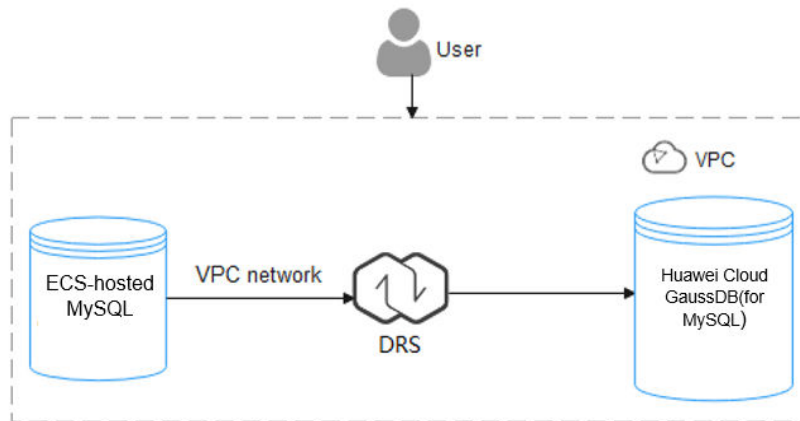 User
VPC
ECS-hosted
MySQL
VPC network
DRS
Huawei Cloud
GaussDB(for
MySQL)